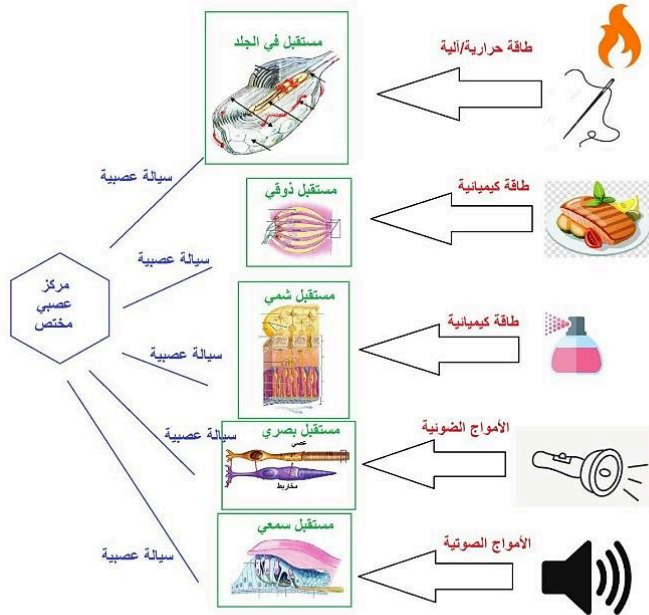 مستقبل في الجلد
طاقة حرارية/آلية
سيالة عصبية
مستقبل ذوقي
طاقة كيميائية
سيالة عصبية
مركز
عصبي
مختص
مستقبل شمي
طاقة كيميائية
سيالة عصبية
مستقبل بصري
الأمواج الضوئية
سيالة عصبية
عصي
مخاريط
مستقبل سمعي
الأمواج الصوتية
سيالة عصبية